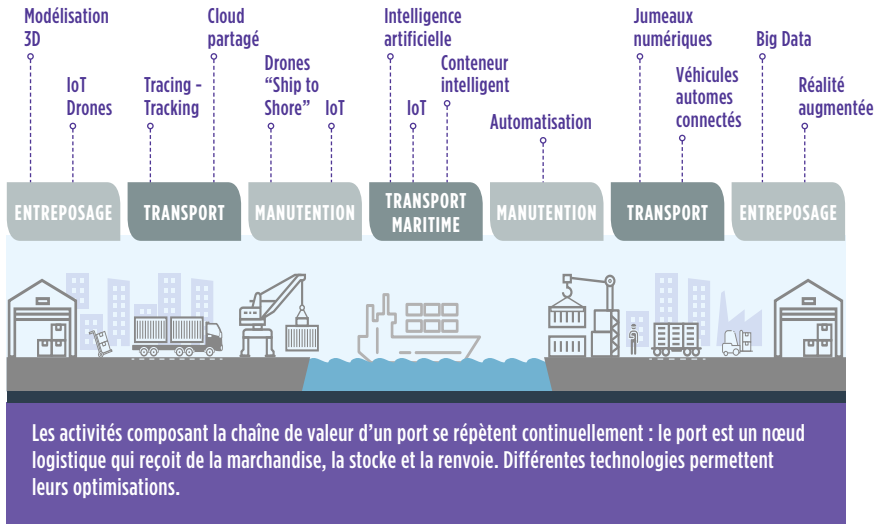 Modélisation
3D
IoT
Drones
Tracing -
Tracking
Cloud
partagé
Drones
“Ship to
Shore”
IoT
Intelligence
artificielle
IoT
Conteneur
intelligent
Automatisation
Jumeaux
numériques
Véhicules
automes
connectés
Big Data
Réalité
augmentée
ENTREPOSAGE
TRANSPORT
MANUTENTION
TRANSPORT
MARITIME
MANUTENTION
TRANSPORT
ENTREPOSAGE
Les activités composant la chaîne de valeur d’un port se répètent continuellement : le port est un nœud
logistique qui reçoit de la marchandise, la stocke et la renvoie. Différentes technologies permettent
leurs optimisations.